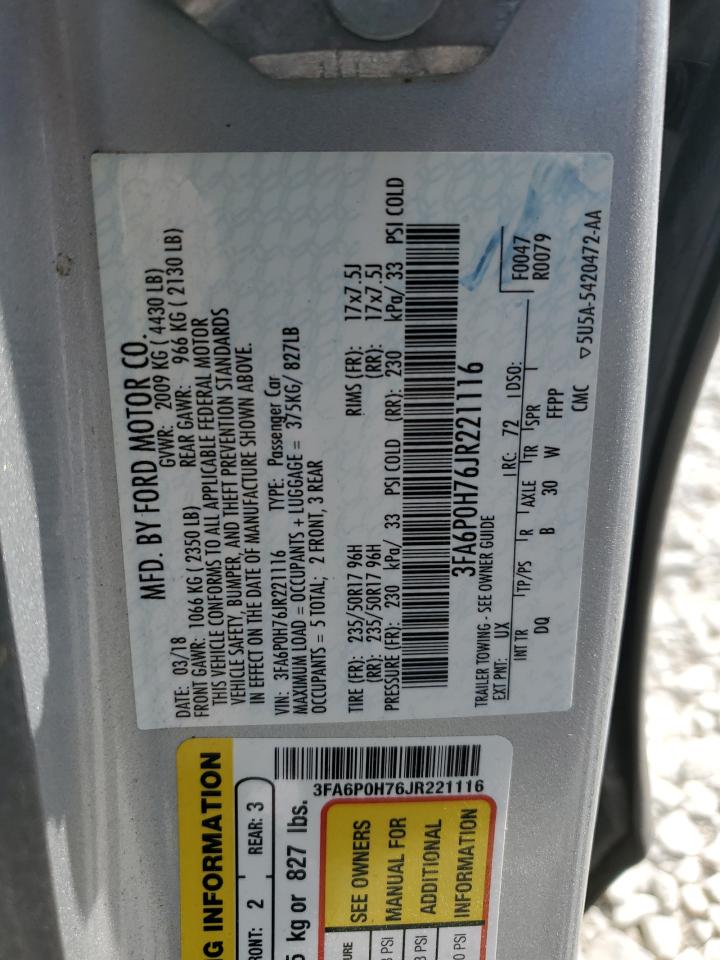 MFD. BY FORD MOTOR CO.
DATE: 03/18 GVWR: 2009 KG ( 4430 LB)
FRONT GAWR: 1066 KG ( 2350 LB) REAR GAWR: 966 KG ( 2130 LB)
THIS VEHICLE CONFORMS TO ALL APPLICABLE FEDERAL MOTOR
VEHICLE SAFETY, BUMPER, AND THEFT PREVENTION STANDARDS
IN EFFECT ON THE DATE OF MANUFACTURE SHOWN ABOVE.
VIN: 3FA6P0H76JR221116 TYPE: Passenger Car
MAXIMUM LOAD = OCCUPANTS + LUGGAGE = 375KG/ 827LB
OCCUPANTS = 5 TOTAL; 2 FRONT, 3 REAR
TIRE (FR): 235/50R17 96H RIMS (FR): 17x7.5J
(RR): 235/50R17 96H (RR): 17x7.5J
PRESSURE (FR): 230 kPa/ 33 PSI COLD (RR): 230 kPa/ 33 PSI COLD
3FA6P0H76JR221116
TRAILER TOWING - SEE OWNER GUIDE
EXT PNT: UX RC: 72 DSO: F0047
R0079
INT TR TP/PS R AXLE TR SPR
DQ B 30 W FFPP
CMC ▽5U5A-5420472-AA
NG INFORMATION
RONT: 2 REAR: 3
5 kg or 827 lbs.
3FA6P0H76JR221116
SEE OWNERS
MANUAL FOR
ADDITIONAL
INFORMATION
PSI
PSI
0 PSI